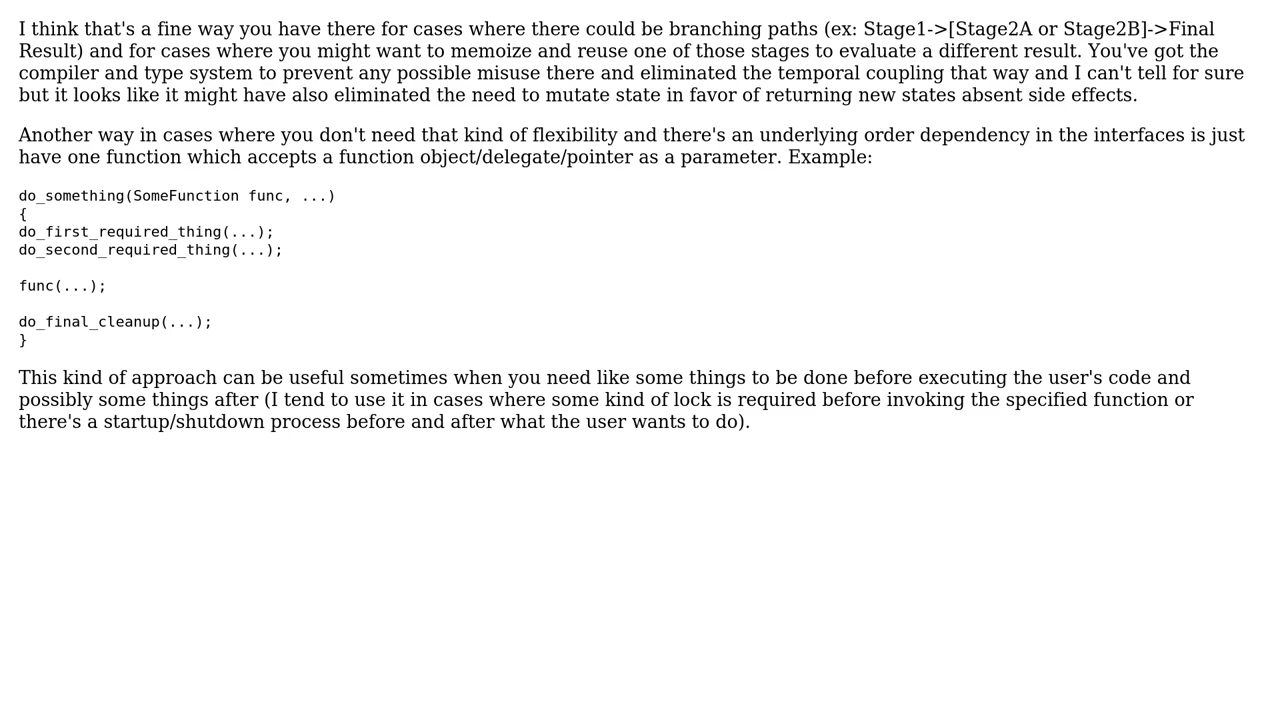 I think that's a fine way you have there for cases where there could be branching paths (ex: Stage1->[Stage2A or Stage2B]->Final
Result) and for cases where you might want to memoize and reuse one of those stages to evaluate a different result. You've got the
compiler and type system to prevent any possible misuse there and eliminated the temporal coupling that way and I can't tell for sure
but it looks like it might have also eliminated the need to mutate state in favor of returning new states absent side effects.
Another way in cases where you don't need that kind of flexibility and there's an underlying order dependency in the interfaces is just
have one function which accepts a function object/delegate/pointer as a parameter. Example:
do_something(SomeFunction func, ...)
{
do_first_required_thing(...);
do_second_required_thing(...);
func(...);
do_final_cleanup(...);
}
This kind of approach can be useful sometimes when you need like some things to be done before executing the user's code and
possibly some things after (I tend to use it in cases where some kind of lock is required before invoking the specified function or
there's a startup/shutdown process before and after what the user wants to do).